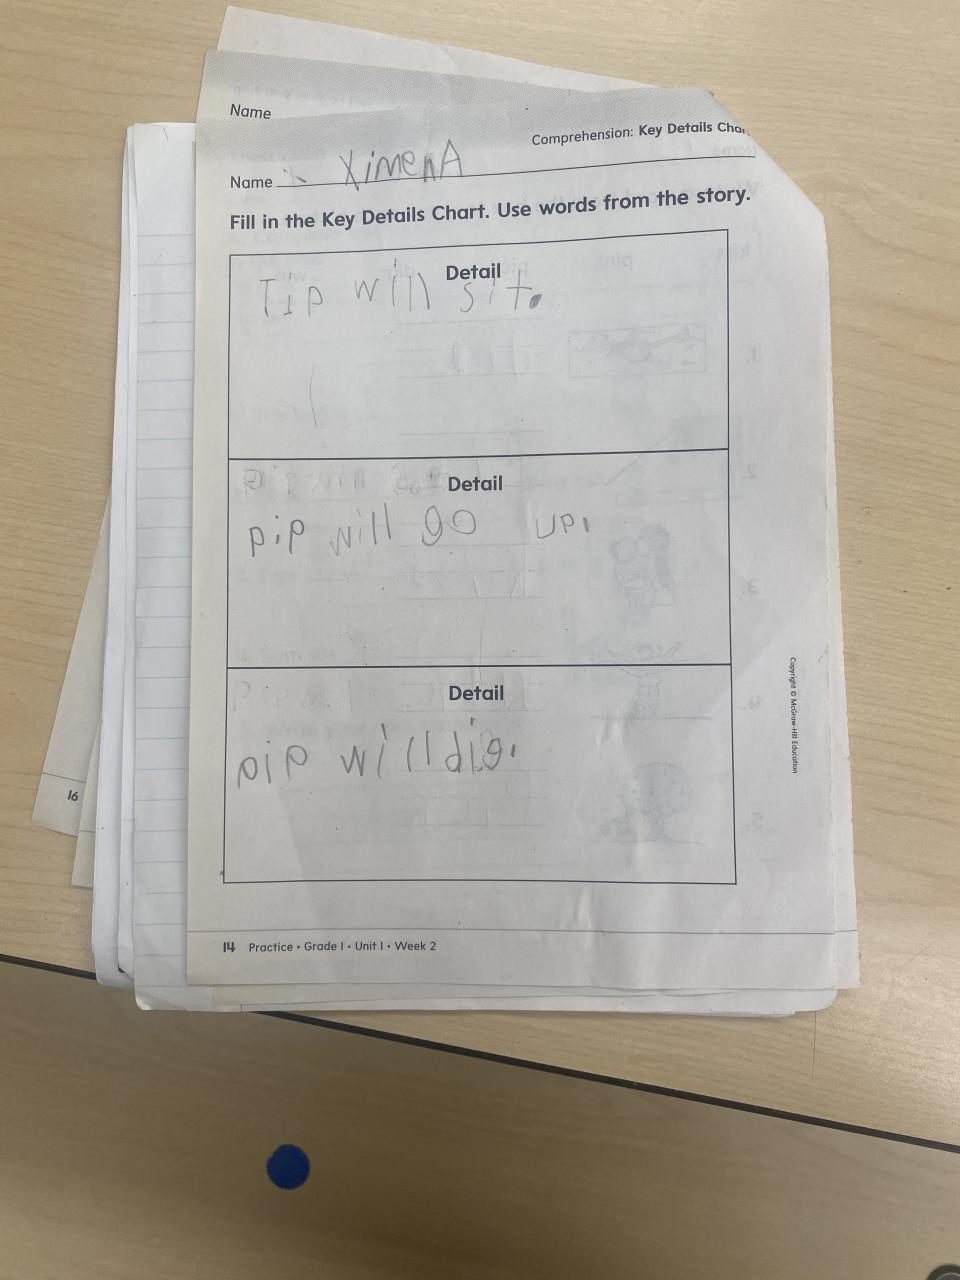 Name
Comprehension: Key Details Char
Name XimenA
Fill in the Key Details Chart. Use words from the story.
Detail
Tip will sit.
Detail
pip will go up.
Detail
pip will dig.
Copyright © McGraw-Hill Education
16
14 Practice • Grade 1 • Unit 1 • Week 2